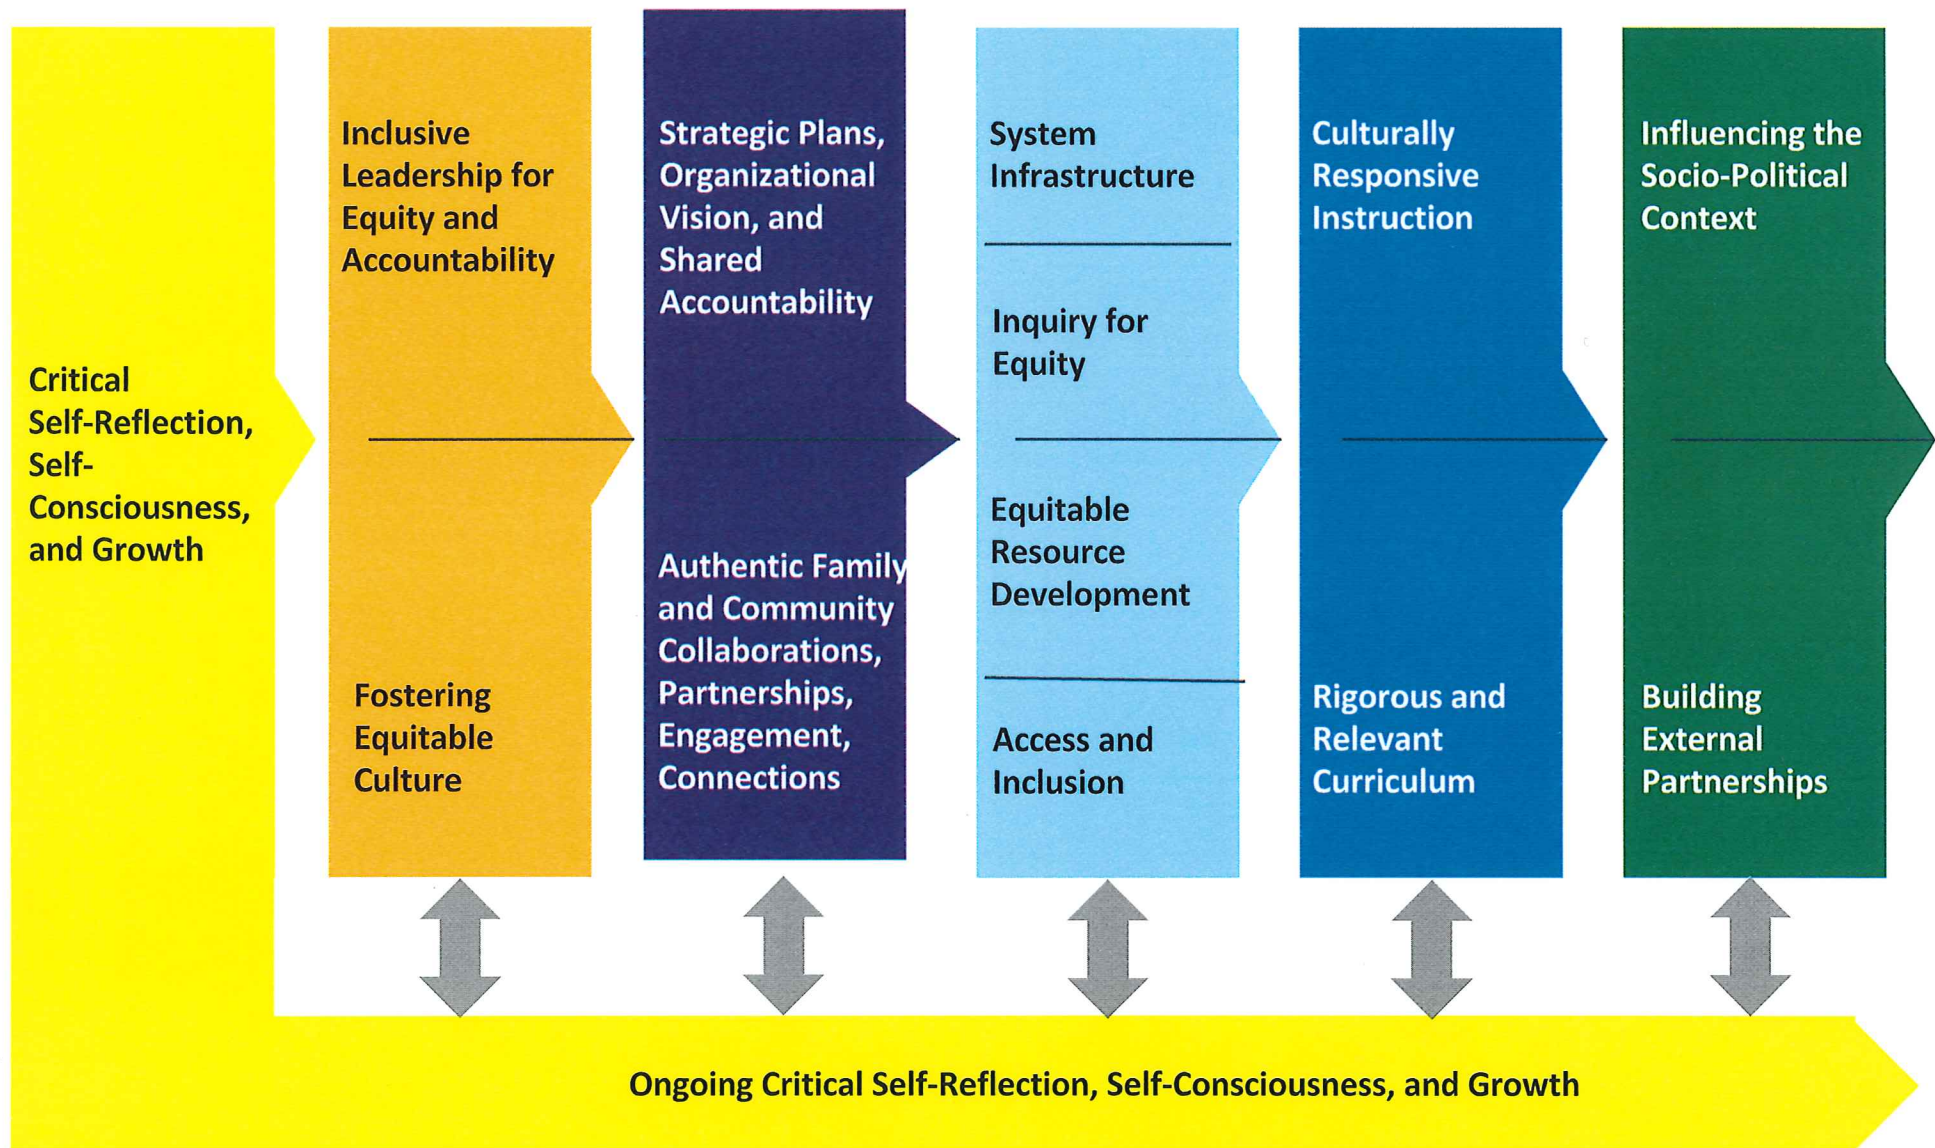 Critical
Self-Reflection,
Self-
Consciousness,
and Growth
Inclusive
Leadership for
Equity and
Accountability
Fostering
Equitable
Culture
Strategic Plans,
Organizational
Vision, and
Shared
Accountability
Authentic Family
and Community
Collaborations,
Partnerships,
Engagement,
Connections
System
Infrastructure
Inquiry for
Equity
Equitable
Resource
Development
Access and
Inclusion
Culturally
Responsive
Instruction
Rigorous and
Relevant
Curriculum
Influencing the
Socio-Political
Context
Building
External
Partnerships
Ongoing Critical Self-Reflection, Self-Consciousness, and Growth